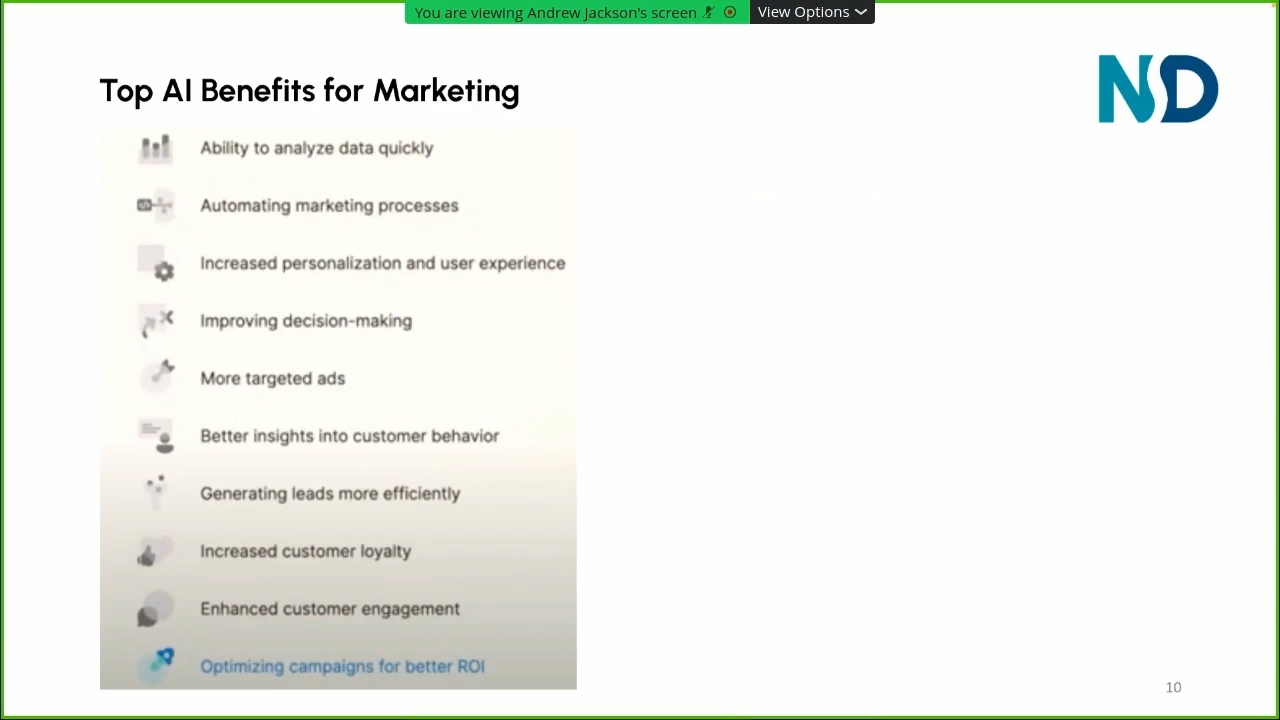 You are viewing Andrew Jackson's screen
View Options
Top AI Benefits for Marketing
ND
Ability to analyze data quickly
Automating marketing processes
Increased personalization and user experience
Improving decision-making
More targeted ads
Better insights into customer behavior
Generating leads more efficiently
Increased customer loyalty
Enhanced customer engagement
Optimizing campaigns for better ROI
10